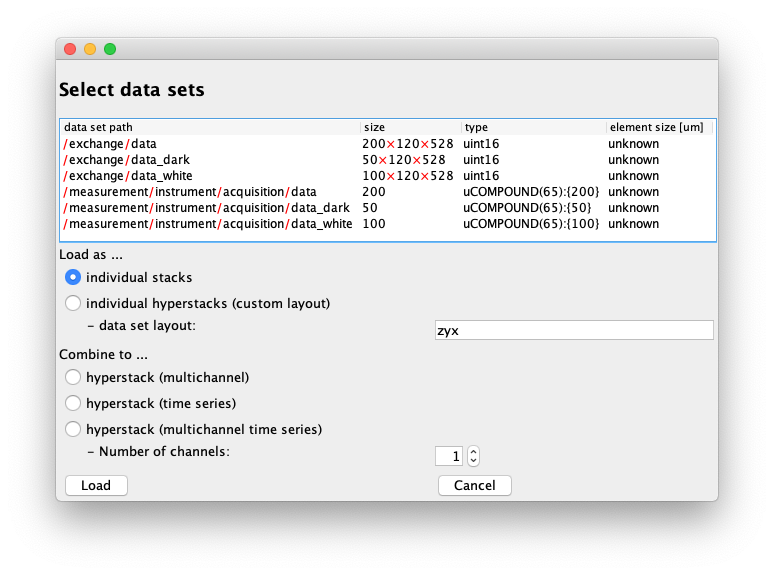 Select data sets
data set path size type element size [um]
/exchange/data 200×120×528 uint16 unknown
/exchange/data_dark 50×120×528 uint16 unknown
/exchange/data_white 100×120×528 uint16 unknown
/measurement/instrument/acquisition/data 200 uCOMPOUND(65):{200} unknown
/measurement/instrument/acquisition/data_dark 50 uCOMPOUND(65):{50} unknown
/measurement/instrument/acquisition/data_white 100 uCOMPOUND(65):{100} unknown
Load as ...
individual stacks
individual hyperstacks (custom layout)
- data set layout: zyx
Combine to ...
hyperstack (multichannel)
hyperstack (time series)
hyperstack (multichannel time series)
- Number of channels: 1
Load Cancel